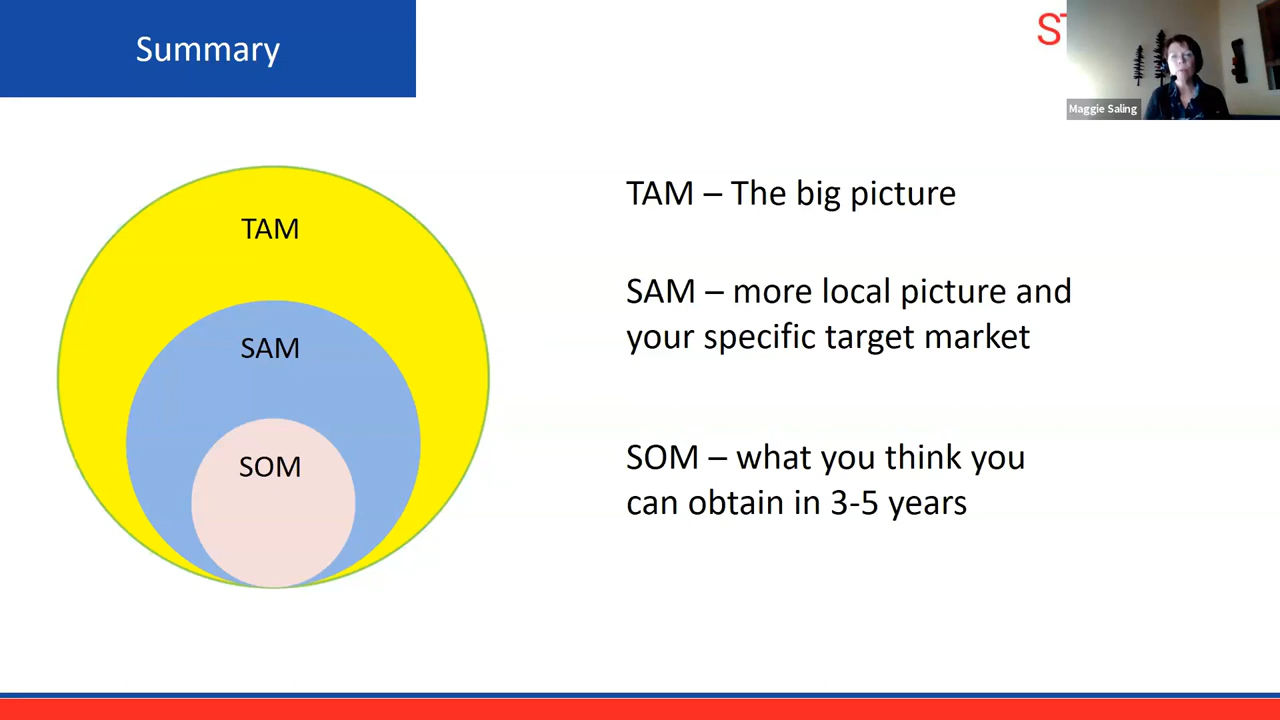 Summary
ST
Maggie Saling
TAM
SAM
SOM
TAM – The big picture
SAM – more local picture and
your specific target market
SOM – what you think you
can obtain in 3-5 years